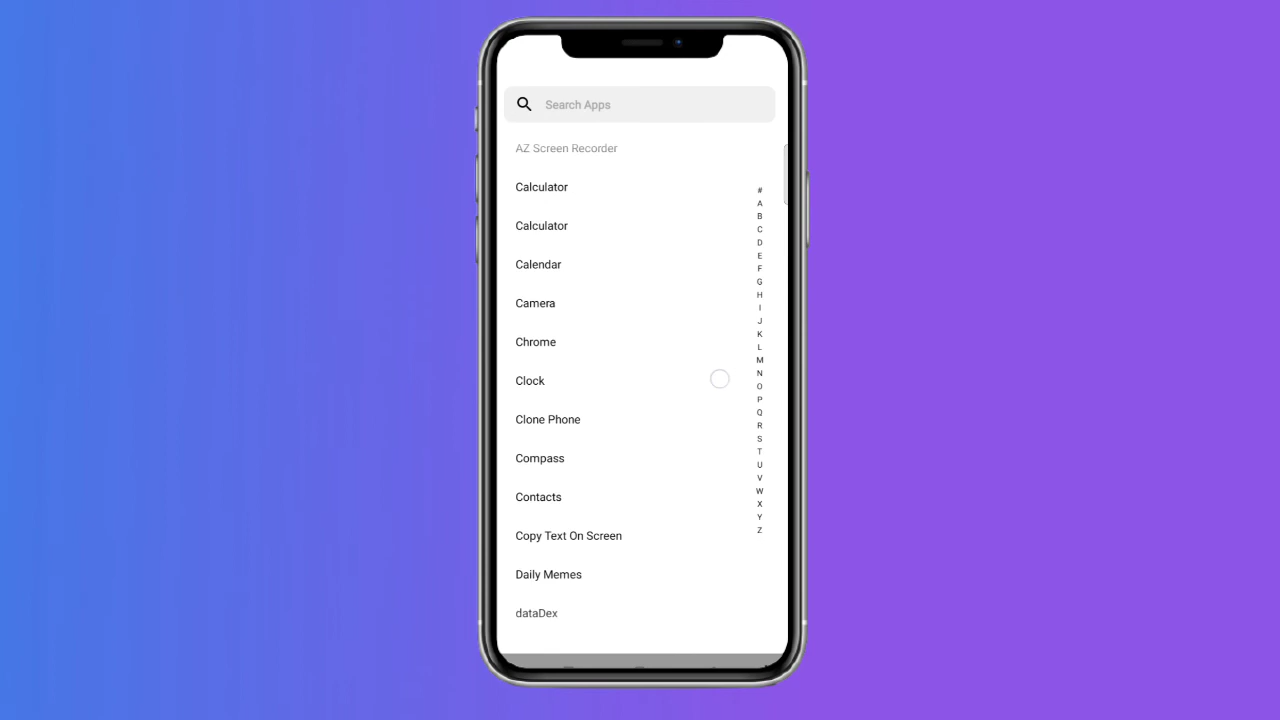 Search Apps
AZ Screen Recorder
Calculator
Calculator
Calendar
Camera
Chrome
Clock
Clone Phone
Compass
Contacts
Copy Text On Screen
Daily Memes
dataDex
#
A
B
C
D
E
F
G
H
I
J
K
L
M
N
O
P
Q
R
S
T
U
V
W
X
Y
Z